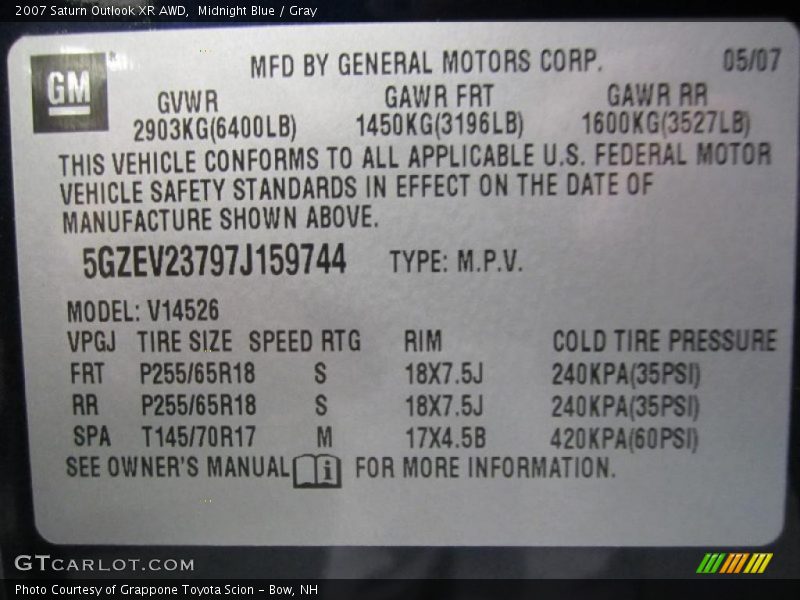 2007 Saturn Outlook XR AWD,  Midnight Blue / Gray
GM
MFD BY GENERAL MOTORS CORP.
05/07
GVWR GAWR FRT GAWR RR
2903KG(6400LB) 1450KG(3196LB) 1600KG(3527LB)
THIS VEHICLE CONFORMS TO ALL APPLICABLE U.S. FEDERAL MOTOR
VEHICLE SAFETY STANDARDS IN EFFECT ON THE DATE OF
MANUFACTURE SHOWN ABOVE.
5GZEV23797J159744 TYPE: M.P.V.
MODEL: V14526
VPGJ TIRE SIZE SPEED RTG RIM COLD TIRE PRESSURE
FRT P255/65R18 S 18X7.5J 240KPA(35PSI)
RR P255/65R18 S 18X7.5J 240KPA(35PSI)
SPA T145/70R17 M 17X4.5B 420KPA(60PSI)
SEE OWNER'S MANUAL i FOR MORE INFORMATION.
GTCARLOT.COM
Photo Courtesy of Grappone Toyota Scion - Bow, NH